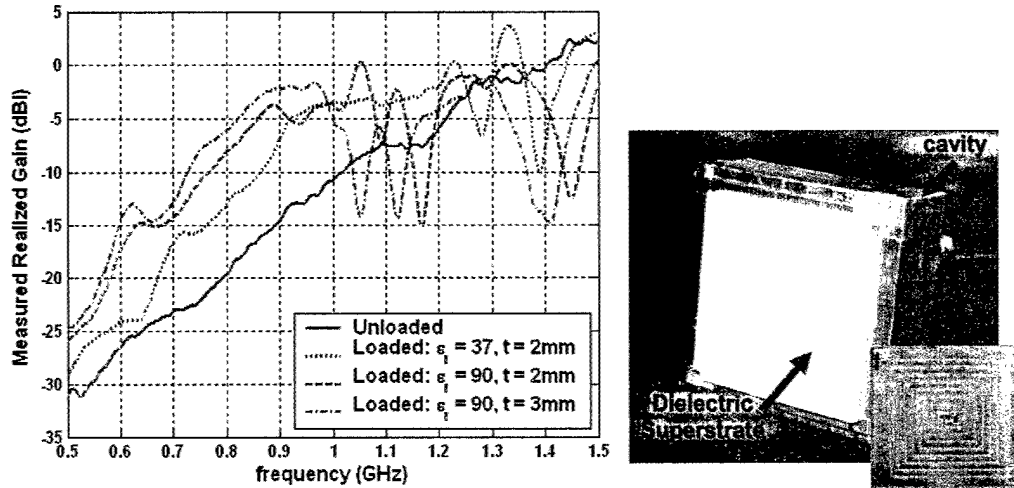 Measured Realized Gain (dBI)
5
0
-5
-10
-15
-20
-25
-30
-35
Unloaded
Loaded: εᵣ = 37, t = 2mm
Loaded: εᵣ = 90, t = 2mm
Loaded: εᵣ = 90, t = 3mm
0.5 0.6 0.7 0.8 0.9 1 1.1 1.2 1.3 1.4 1.5
frequency (GHz)
cavity
Dielectric
Superstrate